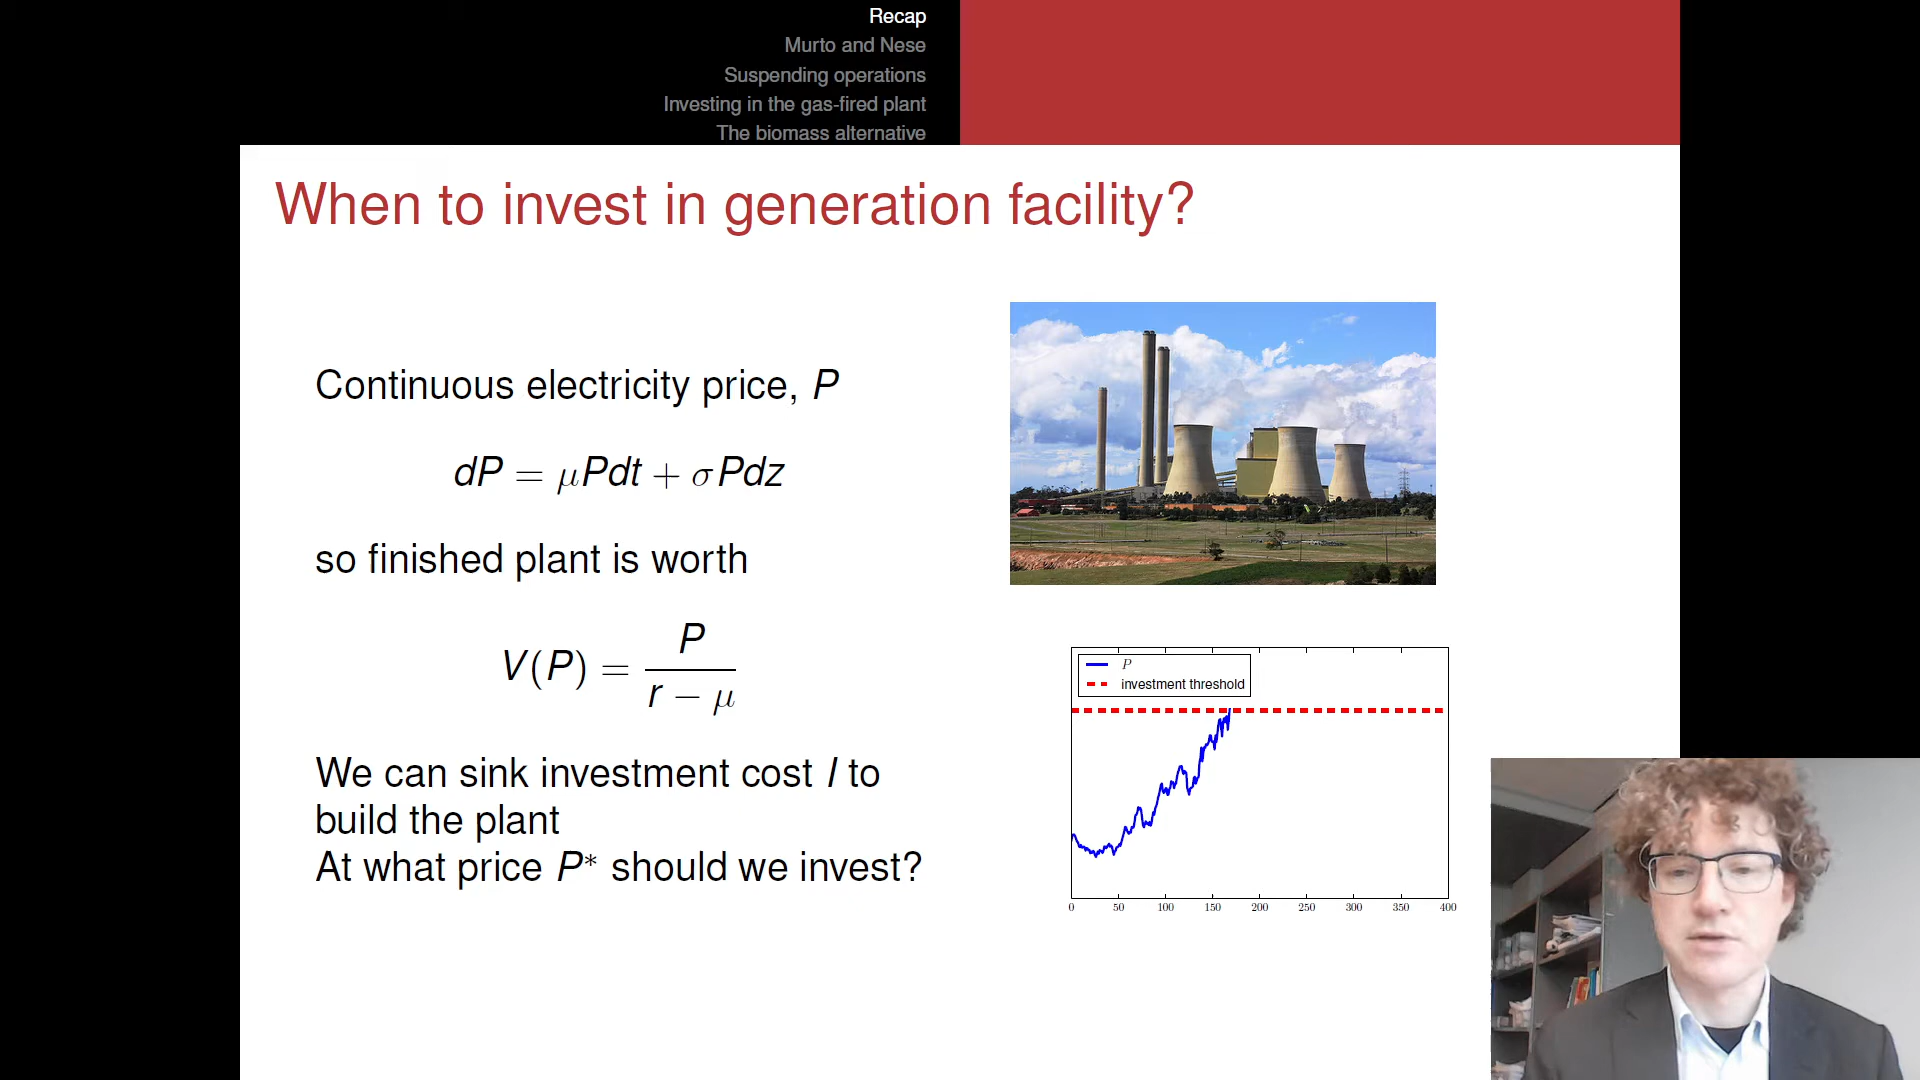 Recap
Murto and Nese
Suspending operations
Investing in the gas-fired plant
The biomass alternative
When to invest in generation facility?
Continuous electricity price, P
dP = μPdt + σPdz
so finished plant is worth
V(P) = P / (r − μ)
We can sink investment cost I to
build the plant
At what price P* should we invest?
P
investment threshold
0 50 100 150 200 250 300 350 400